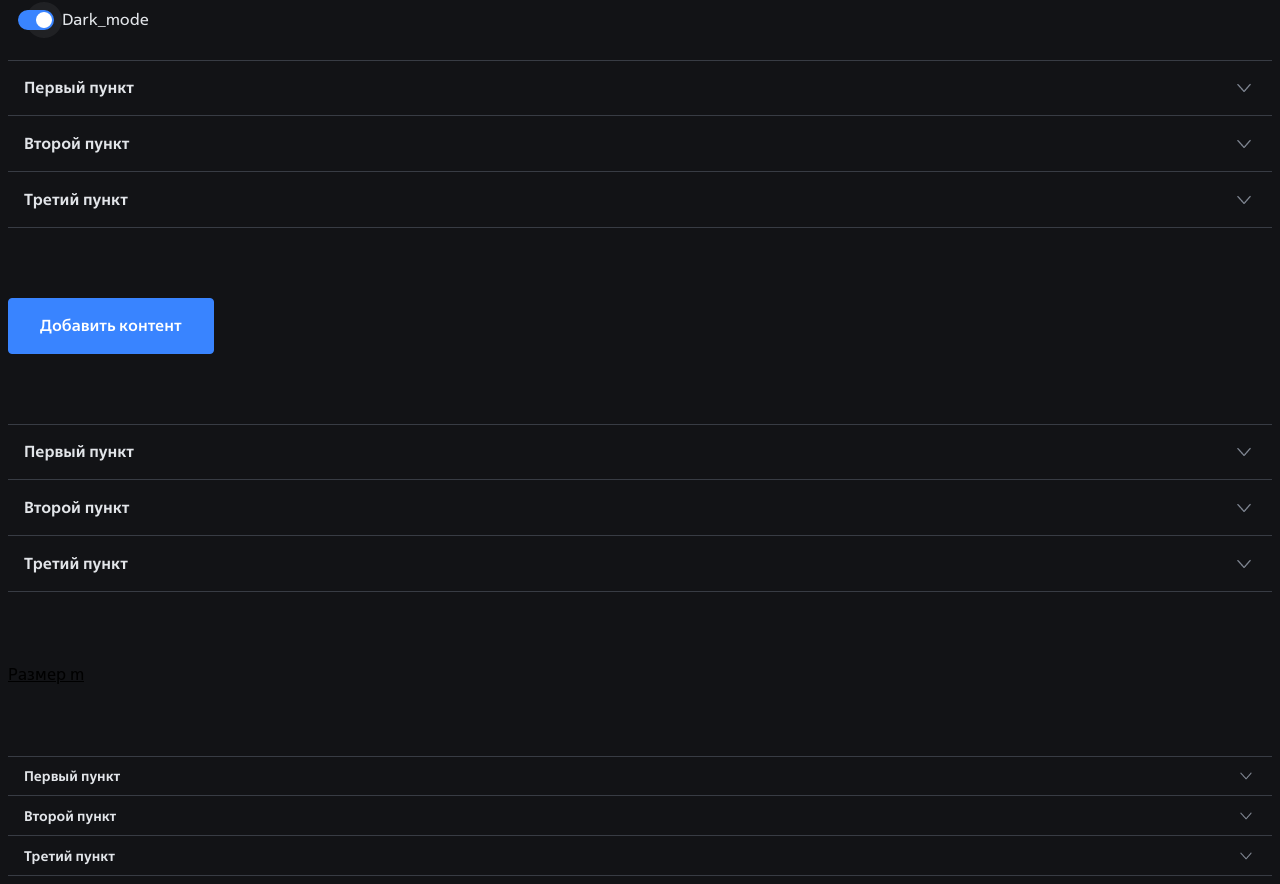 Dark_mode
Первый пункт
Второй пункт
Третий пункт
Добавить контент
Первый пункт
Второй пункт
Третий пункт
Размер m
Первый пункт
Второй пункт
Третий пункт